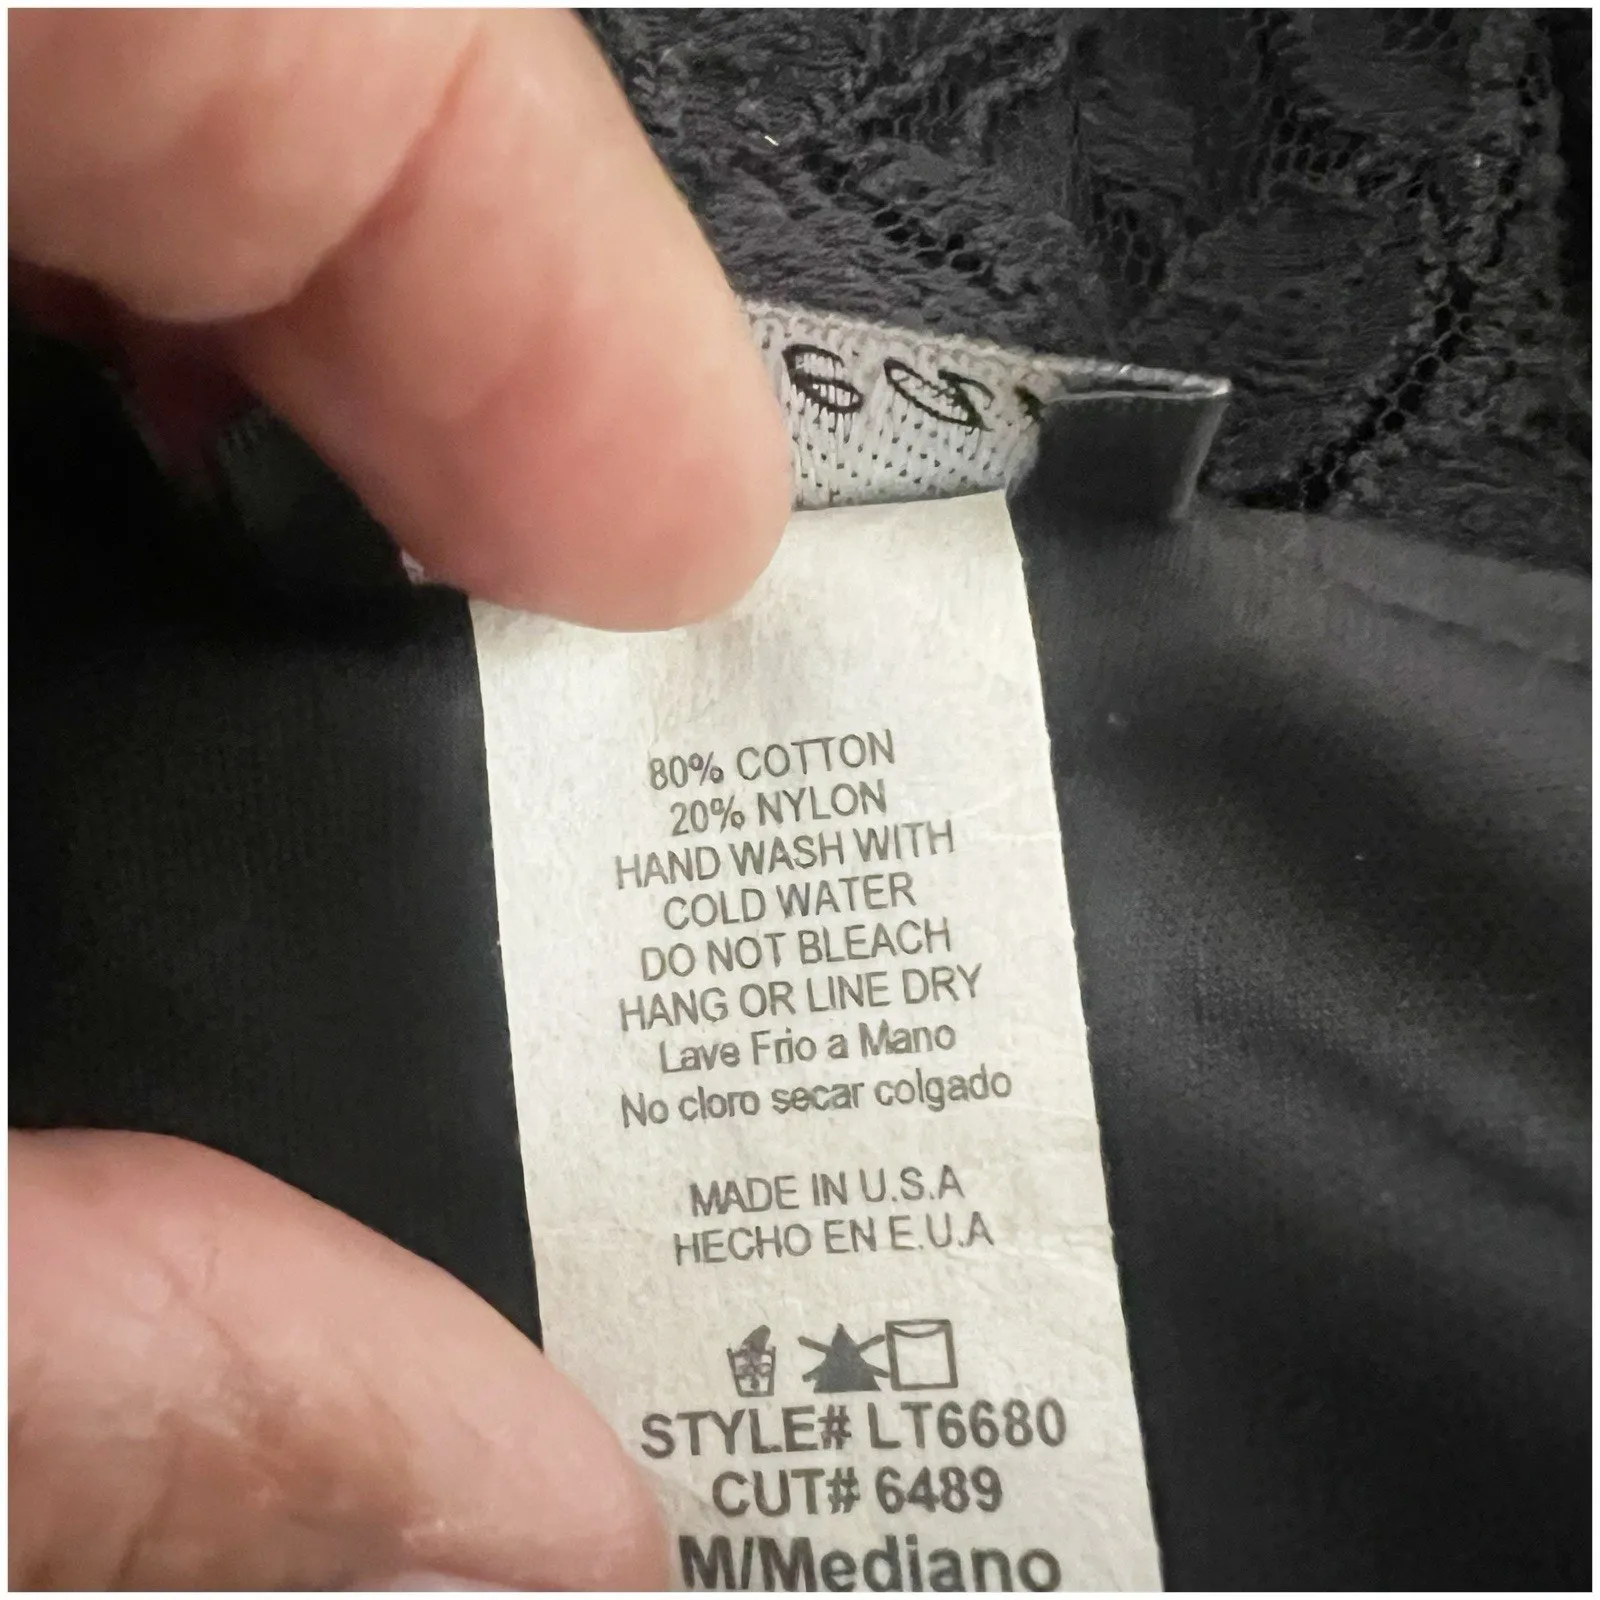 80% COTTON
20% NYLON
HAND WASH WITH
COLD WATER
DO NOT BLEACH
HANG OR LINE DRY
Lave Frio a Mano
No cloro secar colgado
MADE IN U.S.A
HECHO EN E.U.A
STYLE# LT6680
CUT# 6489
M/Mediano